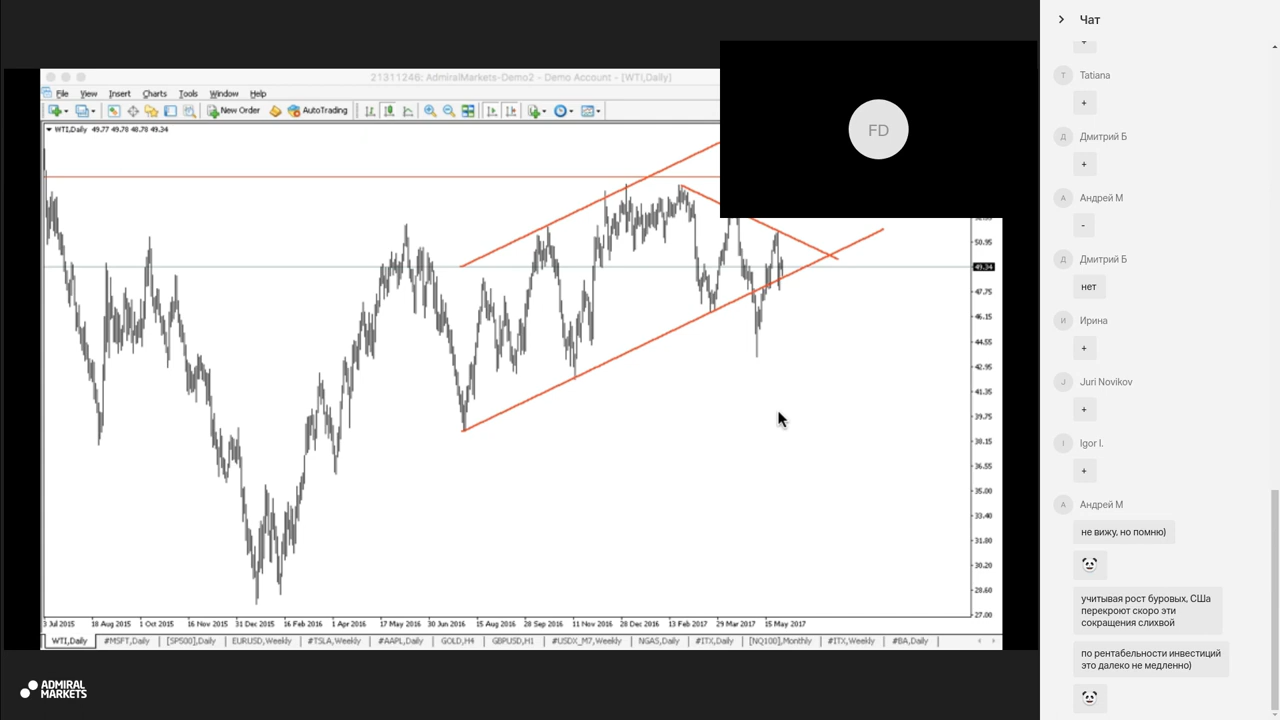 21311246: AdmiralMarkets-Demo2 - Demo Account - [WTI,Daily]
File View Insert Charts Tools Window Help
New Order AutoTrading
WTI,Daily 49.77 49.78 48.78 49.34
FD
50.95
49.34
47.75
46.15
44.55
42.95
41.35
39.75
38.15
36.55
35.00
33.40
31.80
30.20
28.60
27.00
3 Jul 2015 18 Aug 2015 1 Oct 2015 16 Nov 2015 31 Dec 2015 16 Feb 2016 1 Apr 2016 17 May 2016 30 Jun 2016 15 Aug 2016 28 Sep 2016 11 Nov 2016 28 Dec 2016 13 Feb 2017 29 Mar 2017 15 May 2017
WTI,Daily #MSFT,Daily [SP500],Daily EURUSD,Weekly #TSLA,Weekly #AAPL,Daily GOLD,H4 GBPUSD,H1 #USDX_M7,Weekly NGAS,Daily #ITX,Daily [NQ100],Monthly #ITX,Weekly #BA,Daily
ADMIRAL
MARKETS
Чат
+
T Tatiana
+
Д Дмитрий Б
+
А Андрей М
-
Д Дмитрий Б
нет
И Ирина
+
J Juri Novikov
+
I Igor I.
+
А Андрей М
не вижу, но помню)
учитывая рост буровых, США
перекроют скоро эти
сокращения слихвой
по рентабельности инвестиций
это далеко не медленно)